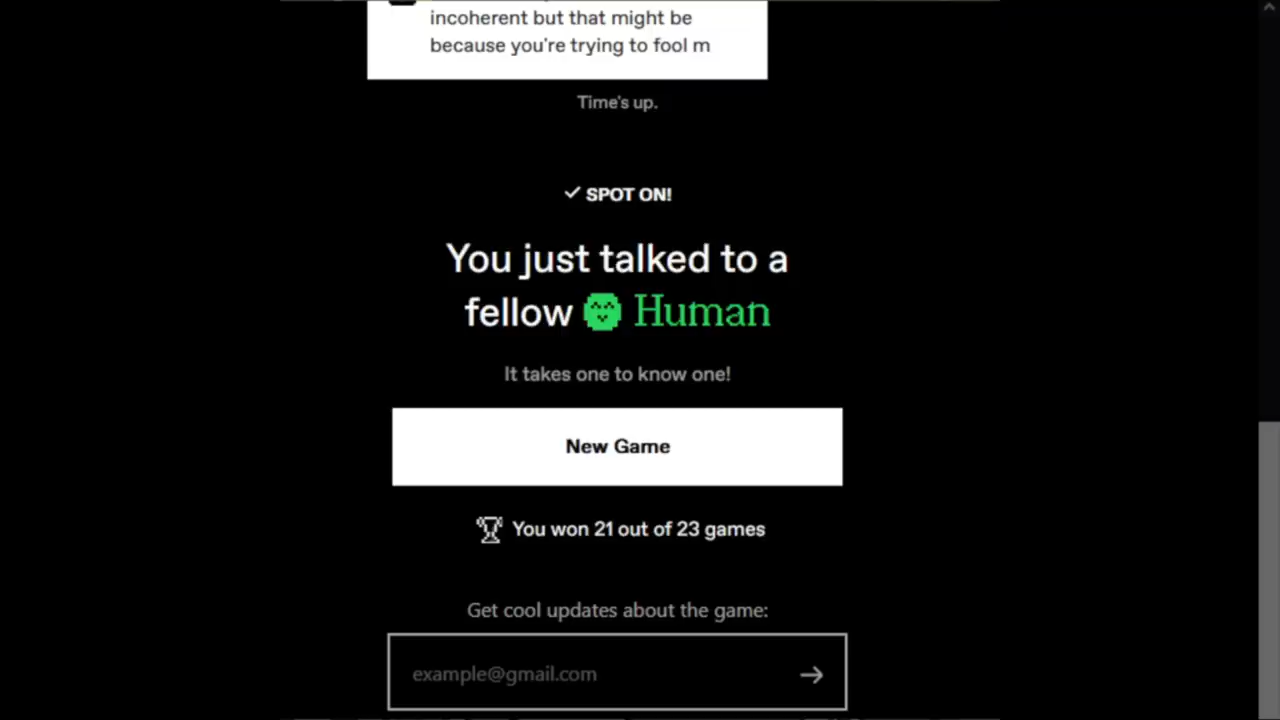 incoherent but that might be
because you're trying to fool m
Time's up.
SPOT ON!
You just talked to a
fellow Human
It takes one to know one!
New Game
You won 21 out of 23 games
Get cool updates about the game:
example@gmail.com